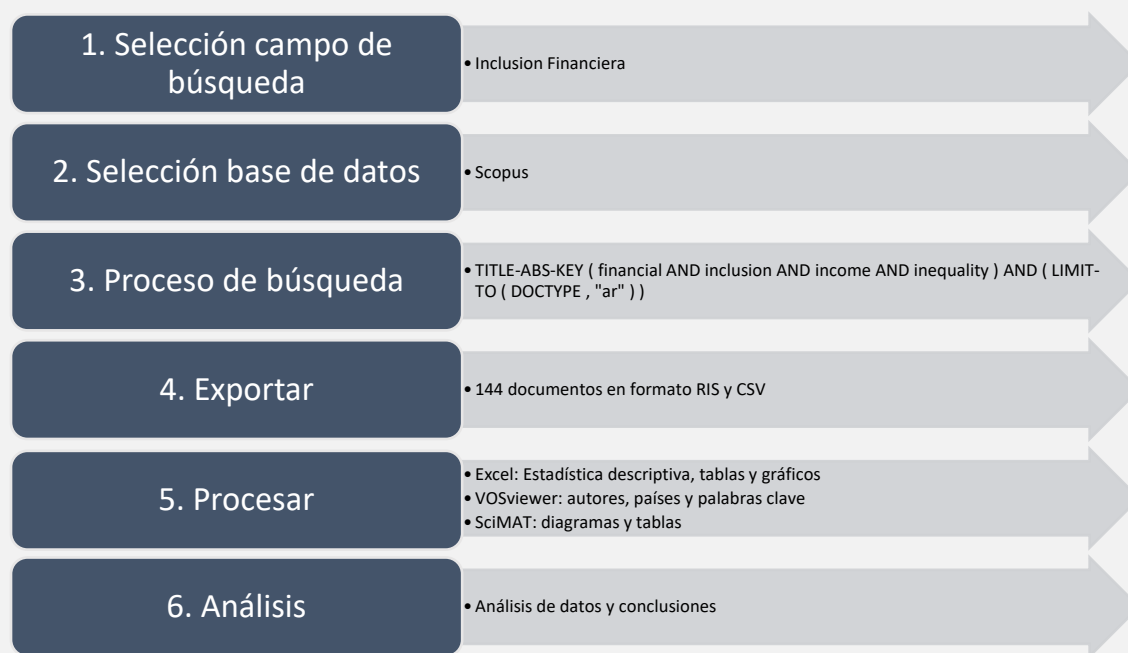 1. Selección campo de
búsqueda
• Inclusion Financiera
2. Selección base de datos
• Scopus
3. Proceso de búsqueda
• TITLE-ABS-KEY ( financial AND inclusion AND income AND inequality ) AND ( LIMIT-
TO ( DOCTYPE , "ar" ) )
4. Exportar
• 144 documentos en formato RIS y CSV
5. Procesar
• Excel: Estadística descriptiva, tablas y gráficos
• VOSviewer: autores, países y palabras clave
• SciMAT: diagramas y tablas
6. Análisis
• Análisis de datos y conclusiones